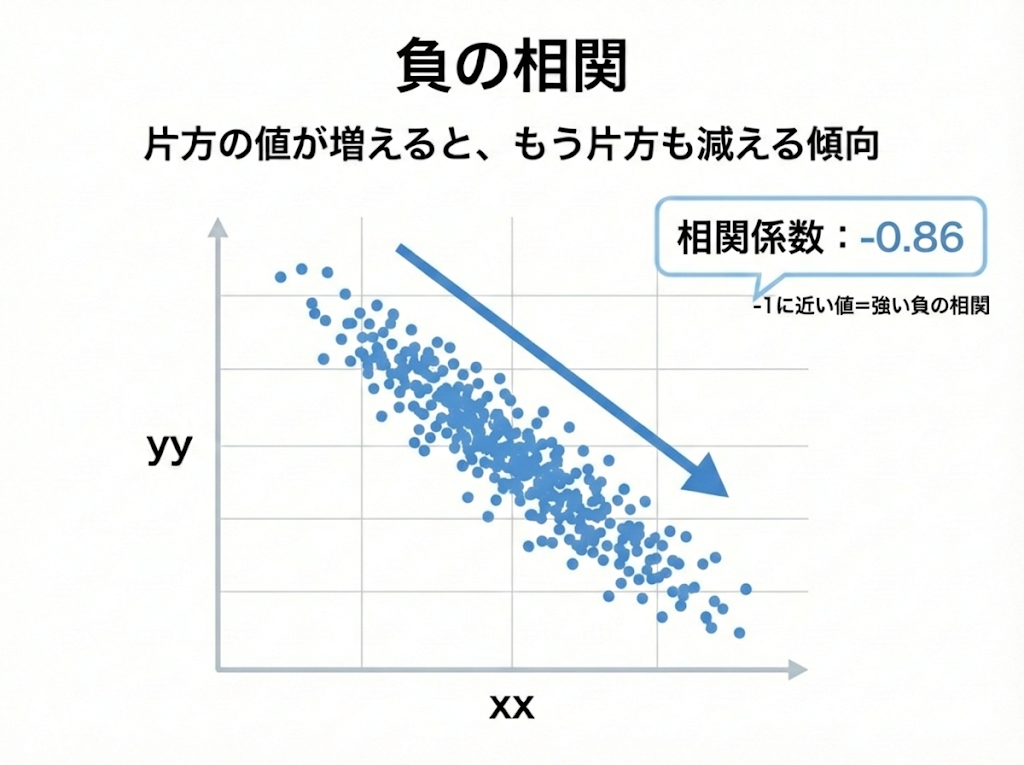 負の相関
片方の値が増えると、もう片方も減える傾向
相関係数：-0.86
-1に近い値=強い負の相関
yy
xx